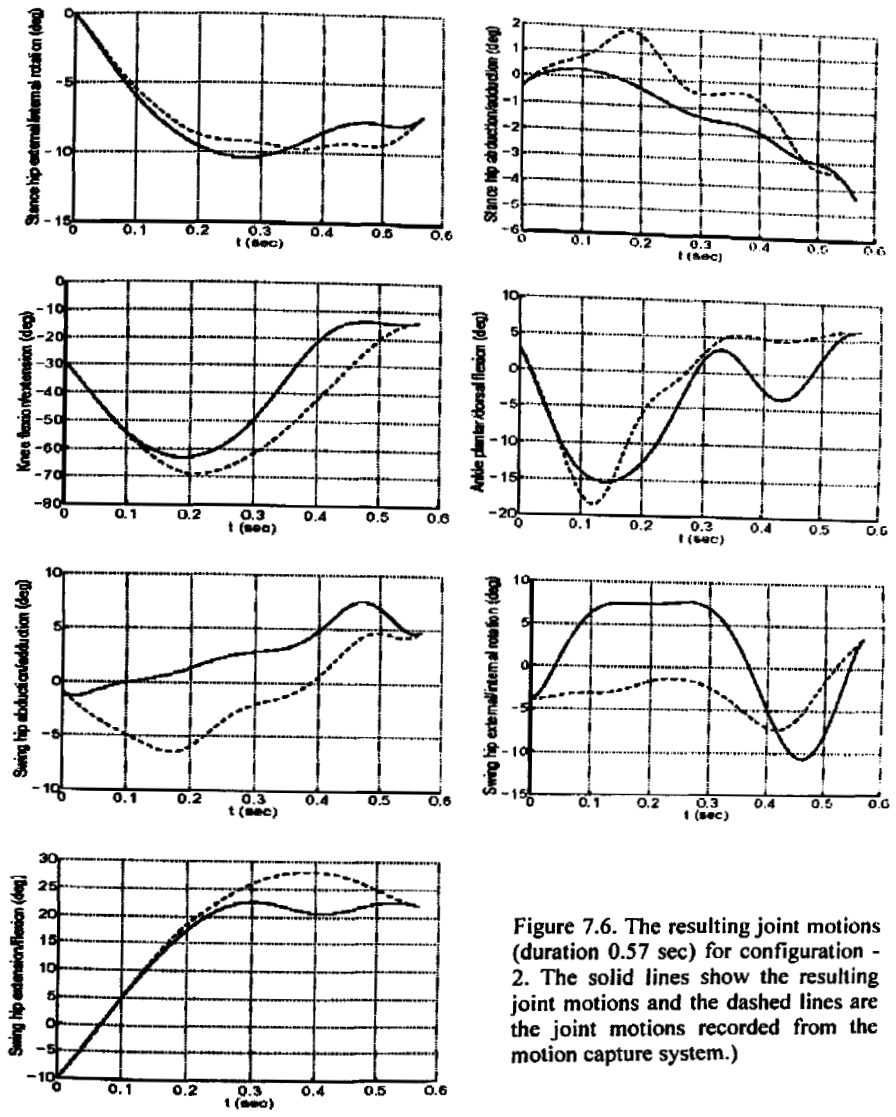 Stance hip external/internal rotation (deg)
0
-5
-10
-15
0 0.1 0.2 0.3 0.4 0.5 0.6
t (sec)
Stance hip abduction/adduction (deg)
2
1
0
-1
-2
-3
-4
-5
-6
0 0.1 0.2 0.3 0.4 0.5 0.6
t (sec)
Knee flexion/extension (deg)
0
-10
-20
-30
-40
-50
-60
-70
-80
0 0.1 0.2 0.3 0.4 0.5 0.6
t (sec)
Ankle plantar/dorsal flexion (deg)
10
5
0
-5
-10
-15
-20
0 0.1 0.2 0.3 0.4 0.5 0.6
t (sec)
Swing hip abduction/adduction (deg)
10
5
0
-5
-10
0 0.1 0.2 0.3 0.4 0.5 0.6
t (sec)
Swing hip external/internal rotation (deg)
10
5
0
-5
-10
-15
0 0.1 0.2 0.3 0.4 0.5 0.6
t (sec)
Swing hip extension/flexion (deg)
30
25
20
15
10
5
0
-5
-10
0 0.1 0.2 0.3 0.4 0.5 0.6
t (sec)
Figure 7.6. The resulting joint motions
(duration 0.57 sec) for configuration -
2. The solid lines show the resulting
joint motions and the dashed lines are
the joint motions recorded from the
motion capture system.)